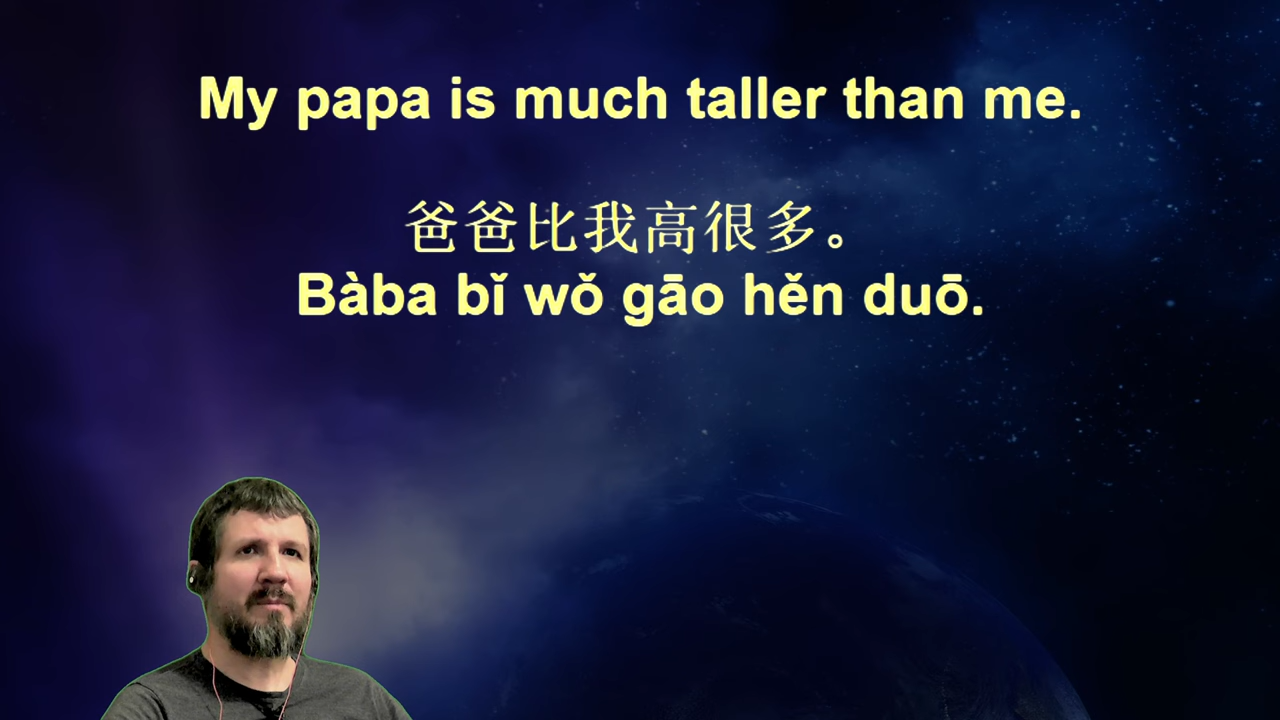 My papa is much taller than me.
爸爸比我高很多。
Bàba bǐ wǒ gāo hěn duō.